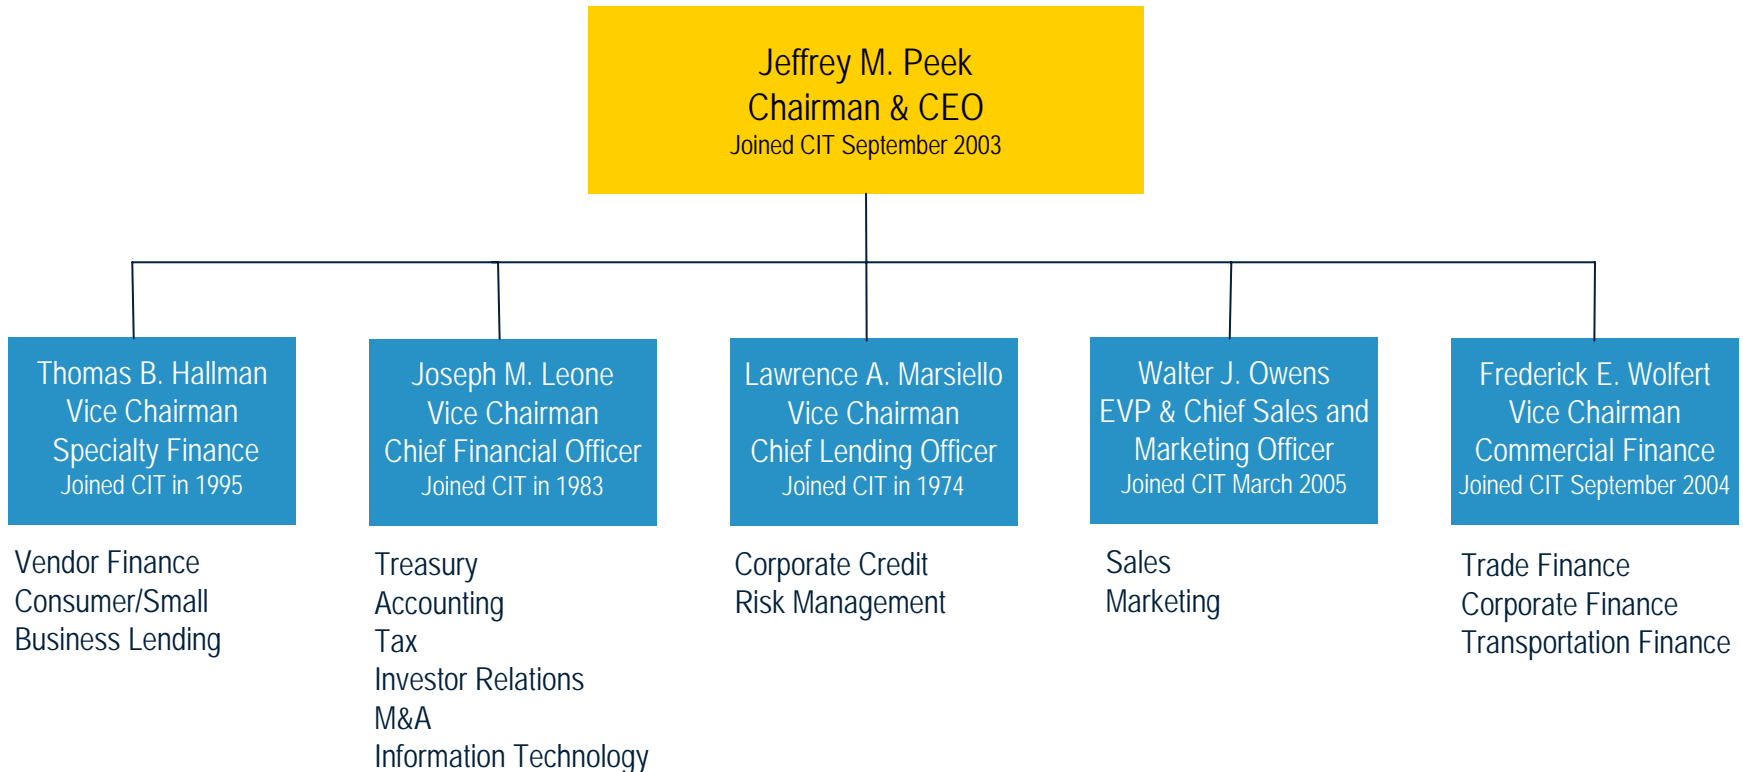 Jeffrey M. Peek
Chairman & CEO
Joined CIT September 2003
Thomas B. Hallman
Vice Chairman
Specialty Finance
Joined CIT in 1995
Vendor Finance
Consumer/Small
Business Lending
Joseph M. Leone
Vice Chairman
Chief Financial Officer
Joined CIT in 1983
Treasury
Accounting
Tax
Investor Relations
M&A
Information Technology
Lawrence A. Marsiello
Vice Chairman
Chief Lending Officer
Joined CIT in 1974
Corporate Credit
Risk Management
Walter J. Owens
EVP & Chief Sales and
Marketing Officer
Joined CIT March 2005
Sales
Marketing
Frederick E. Wolfert
Vice Chairman
Commercial Finance
Joined CIT September 2004
Trade Finance
Corporate Finance
Transportation Finance